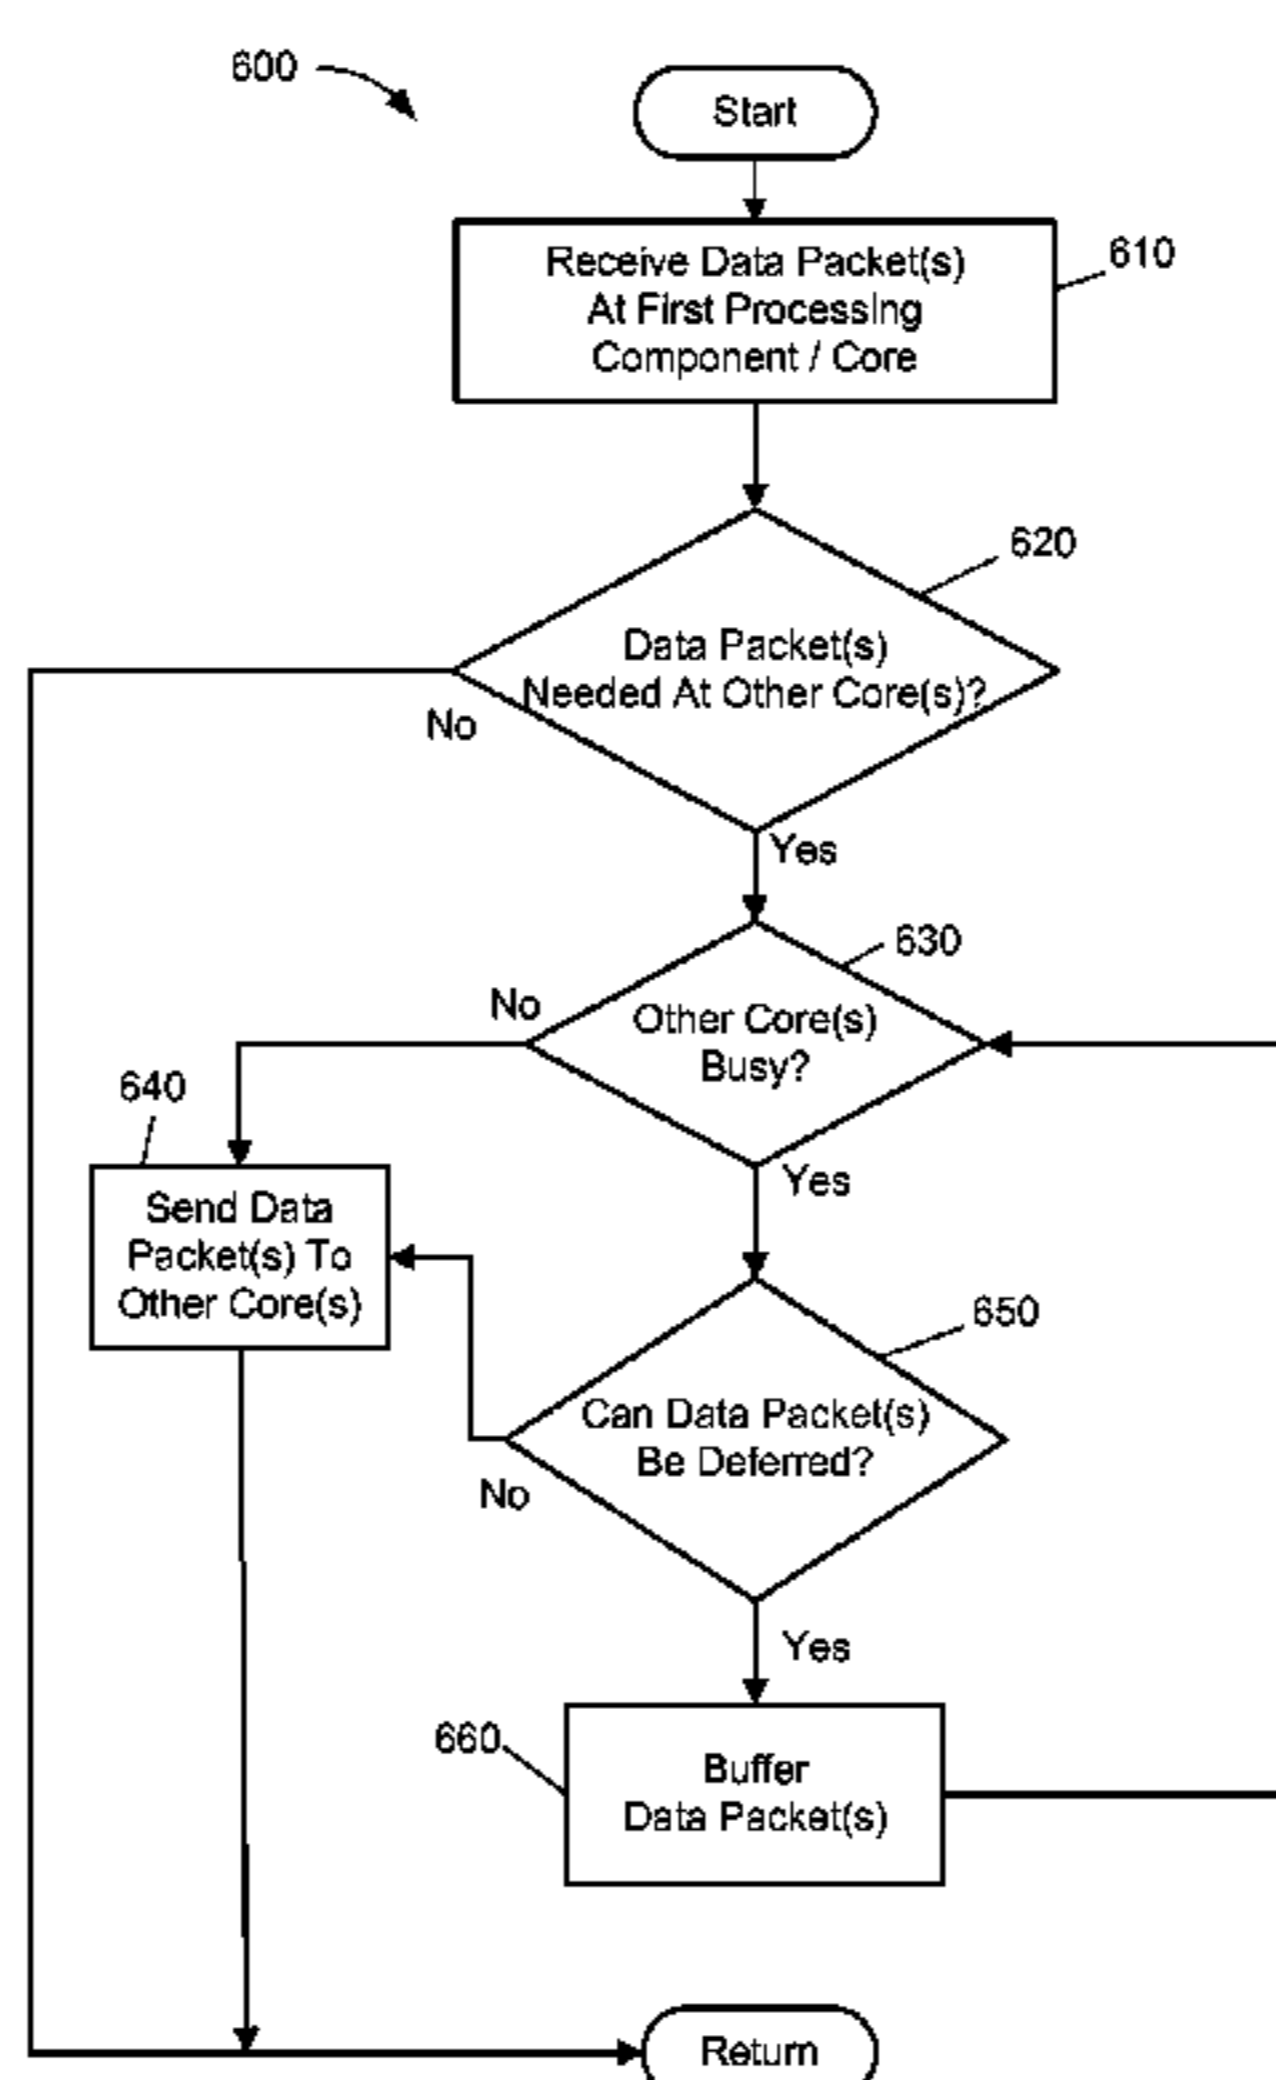 600
Start
Receive Data Packet(s)
At First Processing
Component / Core
610
620
Data Packet(s)
Needed At Other Core(s)?
No
Yes
630
No
Other Core(s)
Busy?
640
Yes
Send Data
Packet(s) To
Other Core(s)
650
Can Data Packet(s)
Be Deferred?
No
Yes
660
Buffer
Data Packet(s)
Return